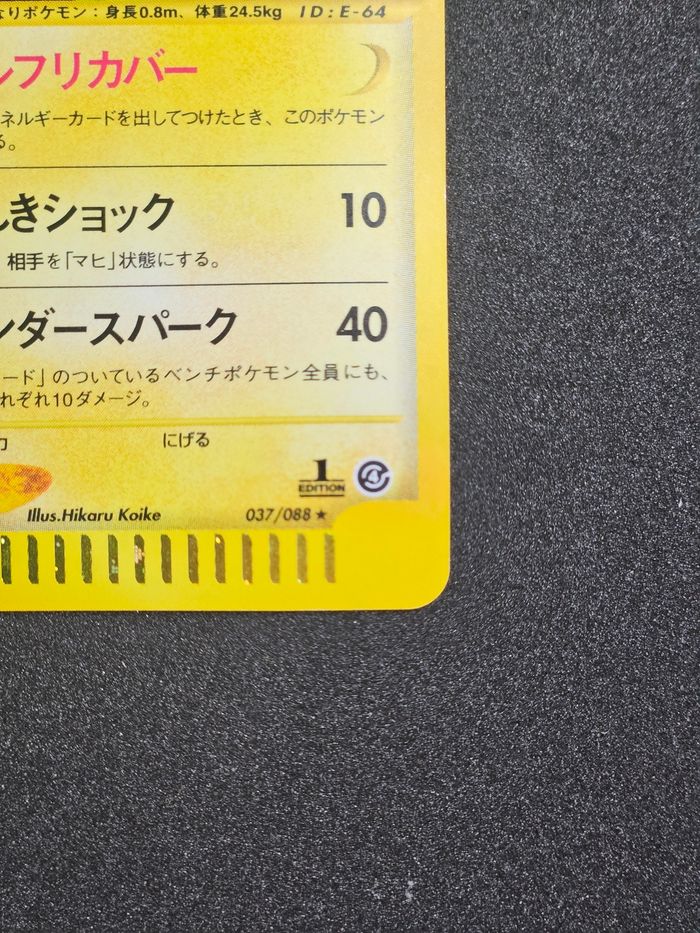 なりポケモン：身長0.8m、体重24.5kg ID：E-64
ルフリカバー
ネルギーカードを出してつけたとき、このポケモン
る。
んきショック 10
相手を「マヒ」状態にする。
ンダースパーク 40
ード」のついているベンチポケモン全員にも、
れぞれ10ダメージ。
力 にげる
1 EDITION
Illus.Hikaru Koike 037/088 ★